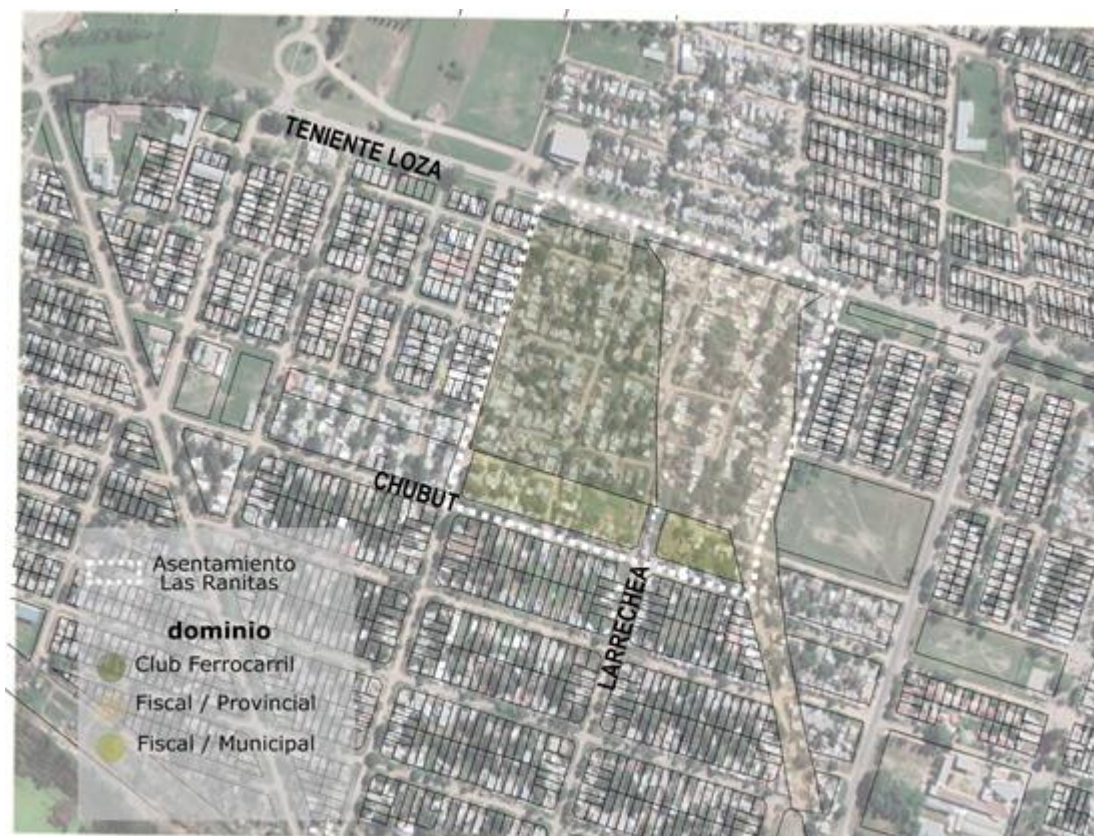 TENIENTE LOZA
CHUBUT
LARRECHEA
Asentamiento
Las Ranitas
dominio
Club Ferrocarril
Fiscal / Provincial
Fiscal / Municipal